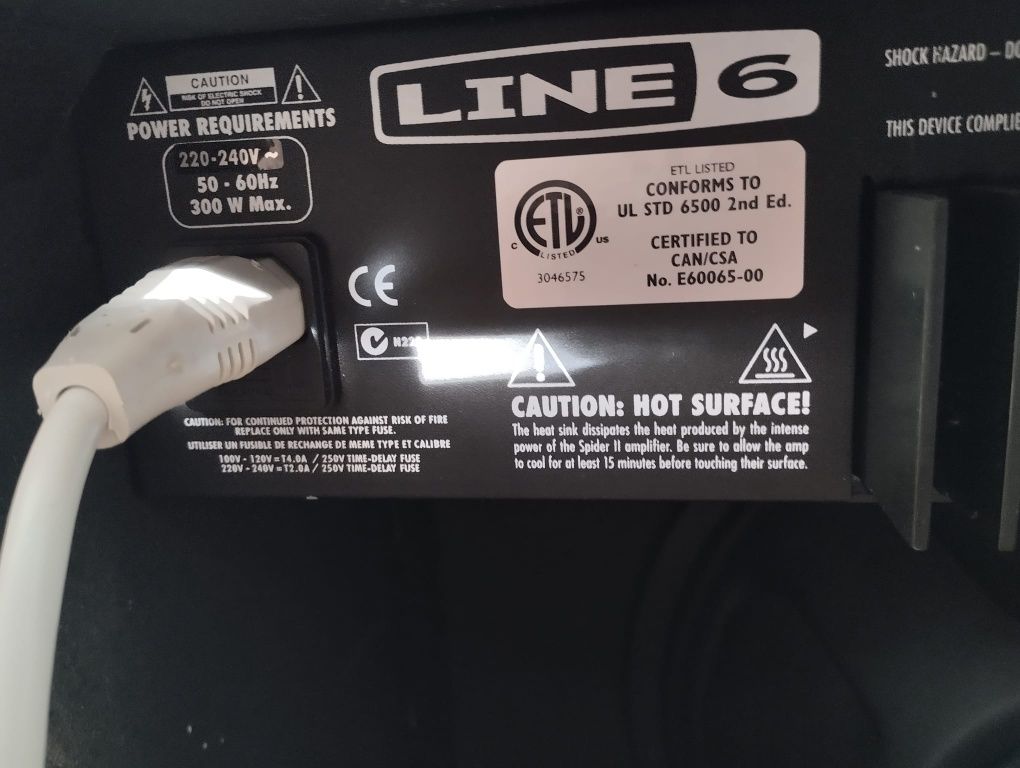 CAUTION
RISK OF ELECTRIC SHOCK
DO NOT OPEN
POWER REQUIREMENTS
220-240V ~
50 - 60Hz
300 W Max.
LINE 6
ETL LISTED
CONFORMS TO
UL STD 6500 2nd Ed.
CERTIFIED TO
CAN/CSA
No. E60065-00
ETL®
LISTED
C US
3046575
CE
CAUTION: FOR CONTINUED PROTECTION AGAINST RISK OF FIRE
REPLACE ONLY WITH SAME TYPE FUSE.
UTILISER UN FUSIBLE DE RECHANGE DE MEME TYPE ET CALIBRE
100V - 120V = T4.0A / 250V TIME-DELAY FUSE
220V - 240V = T2.0A / 250V TIME-DELAY FUSE
CAUTION: HOT SURFACE!
The heat sink dissipates the heat produced by the intense
power of the Spider II amplifier. Be sure to allow the amp
to cool for at least 15 minutes before touching their surface.
SHOCK HAZARD –
THIS DEVICE